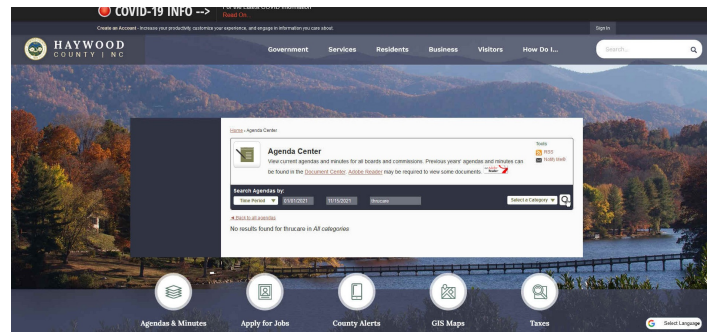 COVID-19 INFO -->
For the Latest COVID Information
Read On...
Create an Account - Increase your productivity, customize your experience, and engage in information you care about.
Sign In
HAYWOOD
COUNTY | NC
Government
Services
Residents
Business
Visitors
How Do I...
Search...
Home › Agenda Center
Agenda Center
View current agendas and minutes for all boards and commissions. Previous years' agendas and minutes can
be found in the Document Center. Adobe Reader may be required to view some documents.
Tools
RSS
Notify Me®
Search Agendas by:
Time Period
01/01/2021
11/15/2021
thrucare
Select a Category
Back to all agendas
No results found for thrucare in All categories
Agendas & Minutes
Apply for Jobs
County Alerts
GIS Maps
Taxes
G Select Language